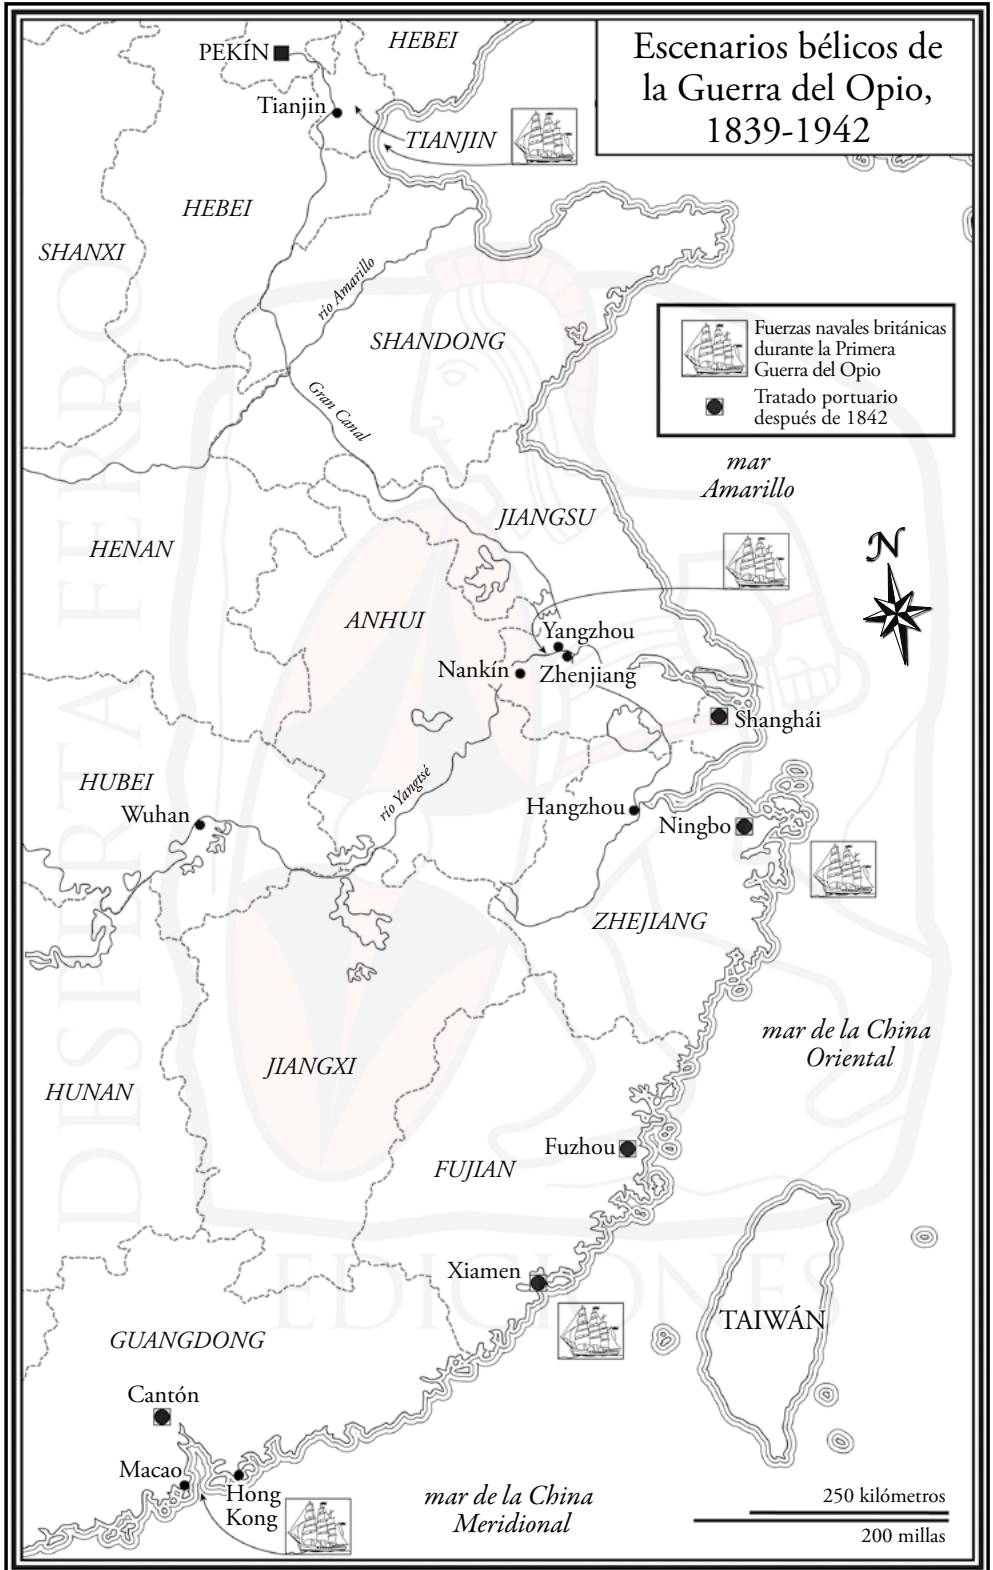 Escenarios bélicos de
la Guerra del Opio,
1839-1942
HEBEI
PEKÍN
Tianjin
TIANJIN
HEBEI
SHANXI
río Amarillo
SHANDONG
Fuerzas navales británicas
durante la Primera
Guerra del Opio
Tratado portuario
después de 1842
Gran Canal
mar
Amarillo
JIANGSU
N
HENAN
ANHUI
Yangzhou
Nankín
Zhenjiang
Shanghái
HUBEI
río Yangtsé
Wuhan
Hangzhou
Ningbo
ZHEJIANG
mar de la China
Oriental
JIANGXI
HUNAN
Fuzhou
FUJIAN
Xiamen
TAIWÁN
GUANGDONG
Cantón
Macao
Hong
Kong
mar de la China
Meridional
250 kilómetros
200 millas
DESPERTA FERRO
EDICIONES